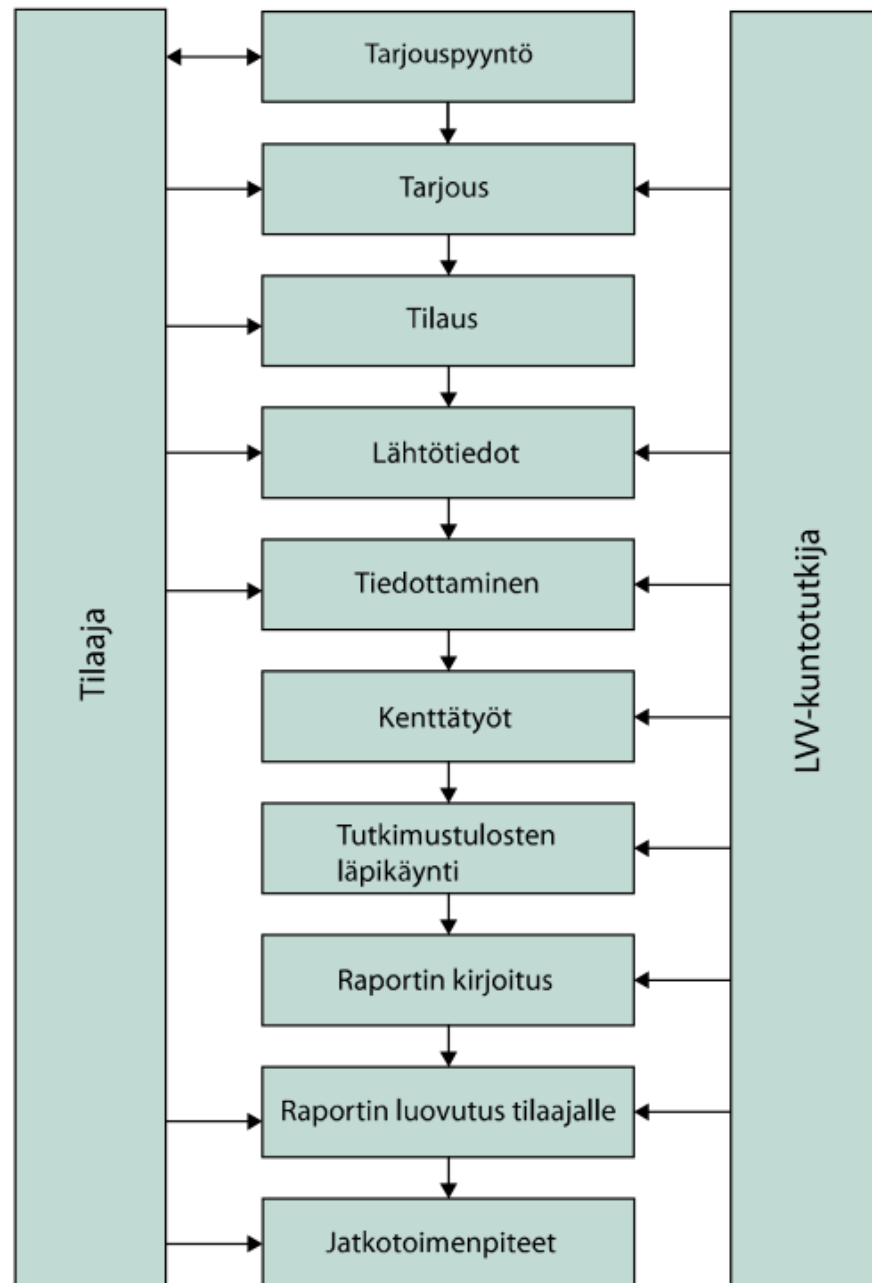 Tilaaja
Tarjouspyyntö
Tarjous
Tilaus
Lähtötiedot
Tiedottaminen
Kenttätyöt
Tutkimustulosten
läpikäynti
Raportin kirjoitus
Raportin luovutus tilaajalle
Jatkotoimenpiteet
LVV-kuntotutkija